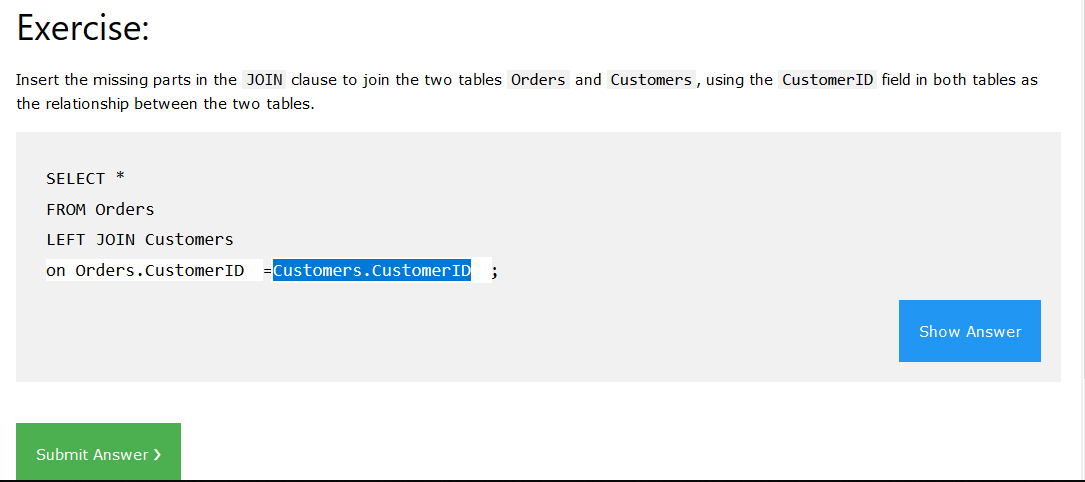 Exercise:
Insert the missing parts in the JOIN clause to join the two tables Orders and Customers, using the CustomerID field in both tables as
the relationship between the two tables.
SELECT *
FROM Orders
LEFT JOIN Customers
on Orders.CustomerID =Customers.CustomerID ;
Show Answer
Submit Answer ❯